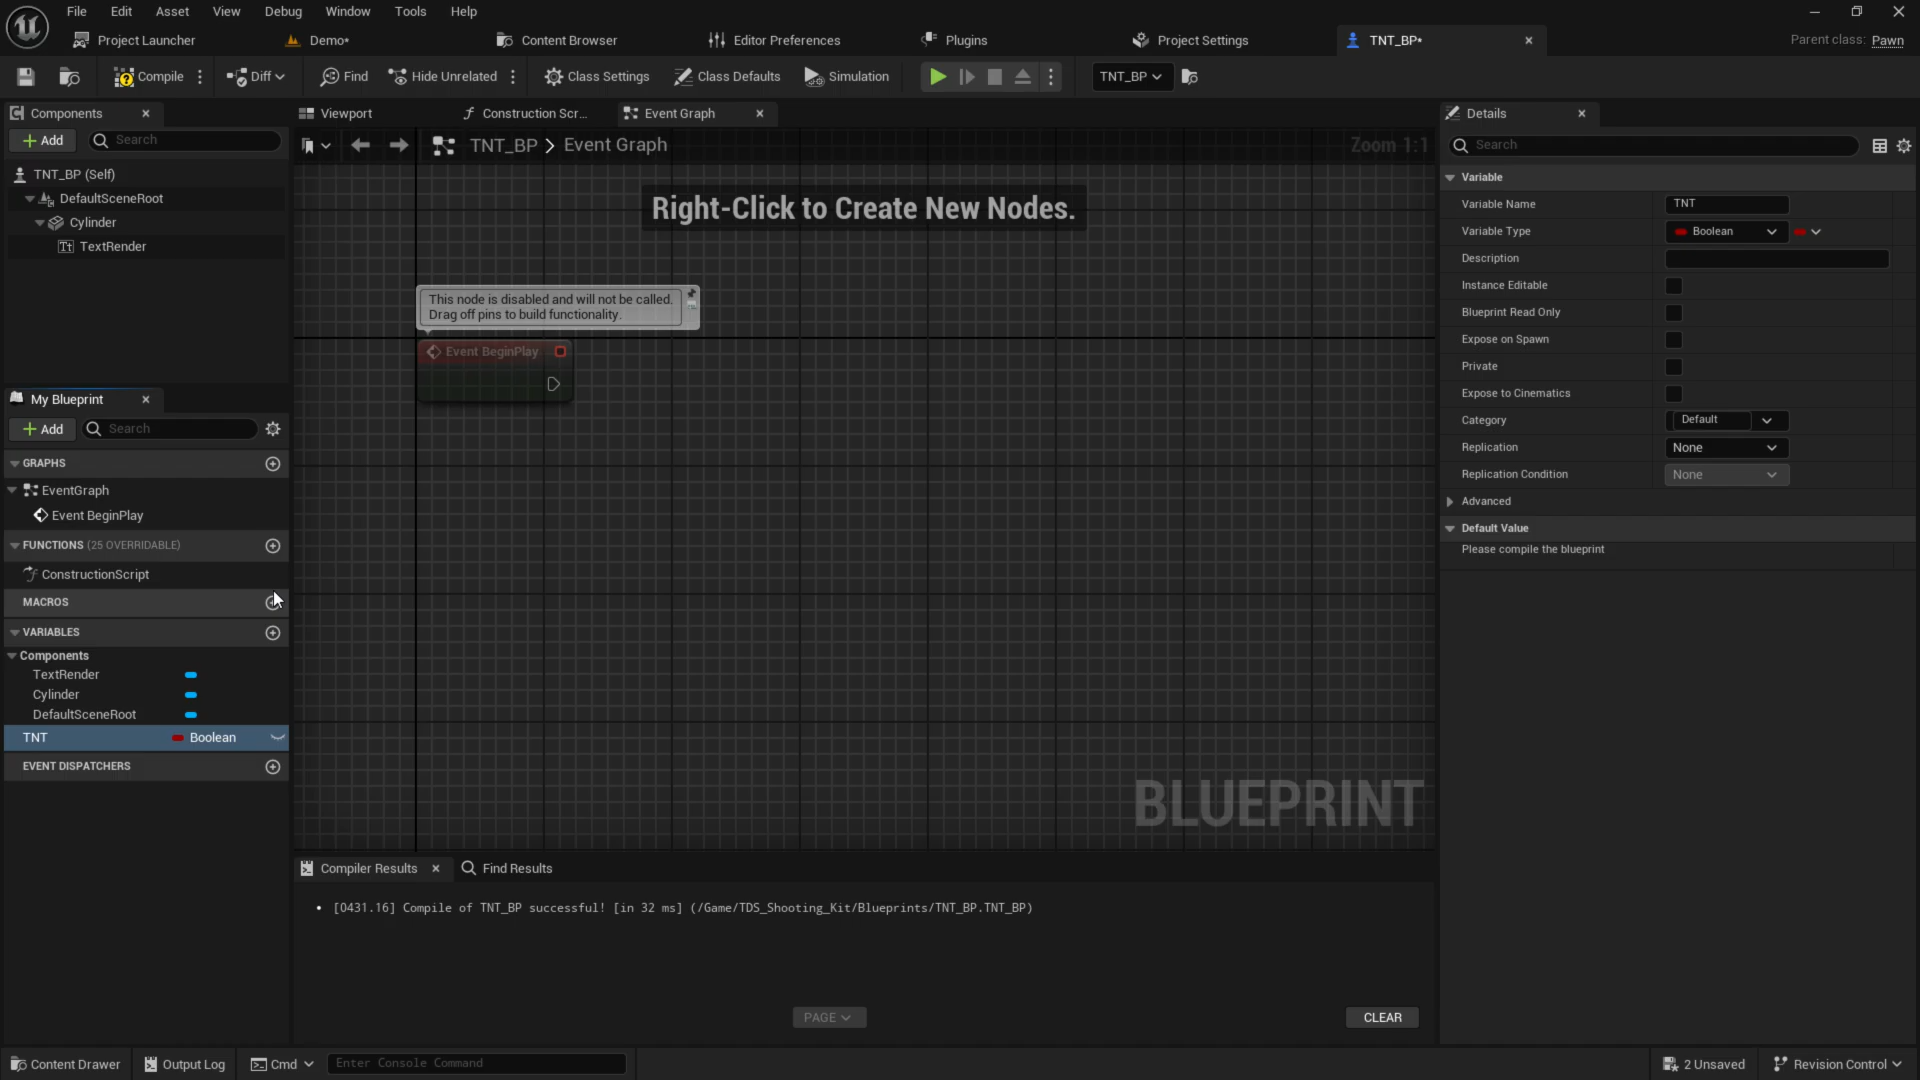 File Edit Asset View Debug Window Tools Help
Project Launcher Demo* Content Browser Editor Preferences Plugins Project Settings TNT_BP* Parent class: Pawn
Compile Diff Find Hide Unrelated Class Settings Class Defaults Simulation TNT_BP
Components
Add Search
TNT_BP (Self)
DefaultSceneRoot
Cylinder
TextRender
My Blueprint
Add Search
GRAPHS
EventGraph
Event BeginPlay
FUNCTIONS (25 OVERRIDABLE)
ConstructionScript
MACROS
VARIABLES
Components
TextRender
Cylinder
DefaultSceneRoot
TNT Boolean
EVENT DISPATCHERS
Viewport Construction Scr... Event Graph
TNT_BP > Event Graph Zoom 1:1
Right-Click to Create New Nodes.
This node is disabled and will not be called.
Drag off pins to build functionality.
Event BeginPlay
BLUEPRINT
Compiler Results Find Results
• [0431.16] Compile of TNT_BP successful! [in 32 ms] (/Game/TDS_Shooting_Kit/Blueprints/TNT_BP.TNT_BP)
PAGE CLEAR
Details
Search
Variable
Variable Name TNT
Variable Type Boolean
Description
Instance Editable
Blueprint Read Only
Expose on Spawn
Private
Expose to Cinematics
Category Default
Replication None
Replication Condition None
Advanced
Default Value
Please compile the blueprint
Content Drawer Output Log Cmd Enter Console Command 2 Unsaved Revision Control